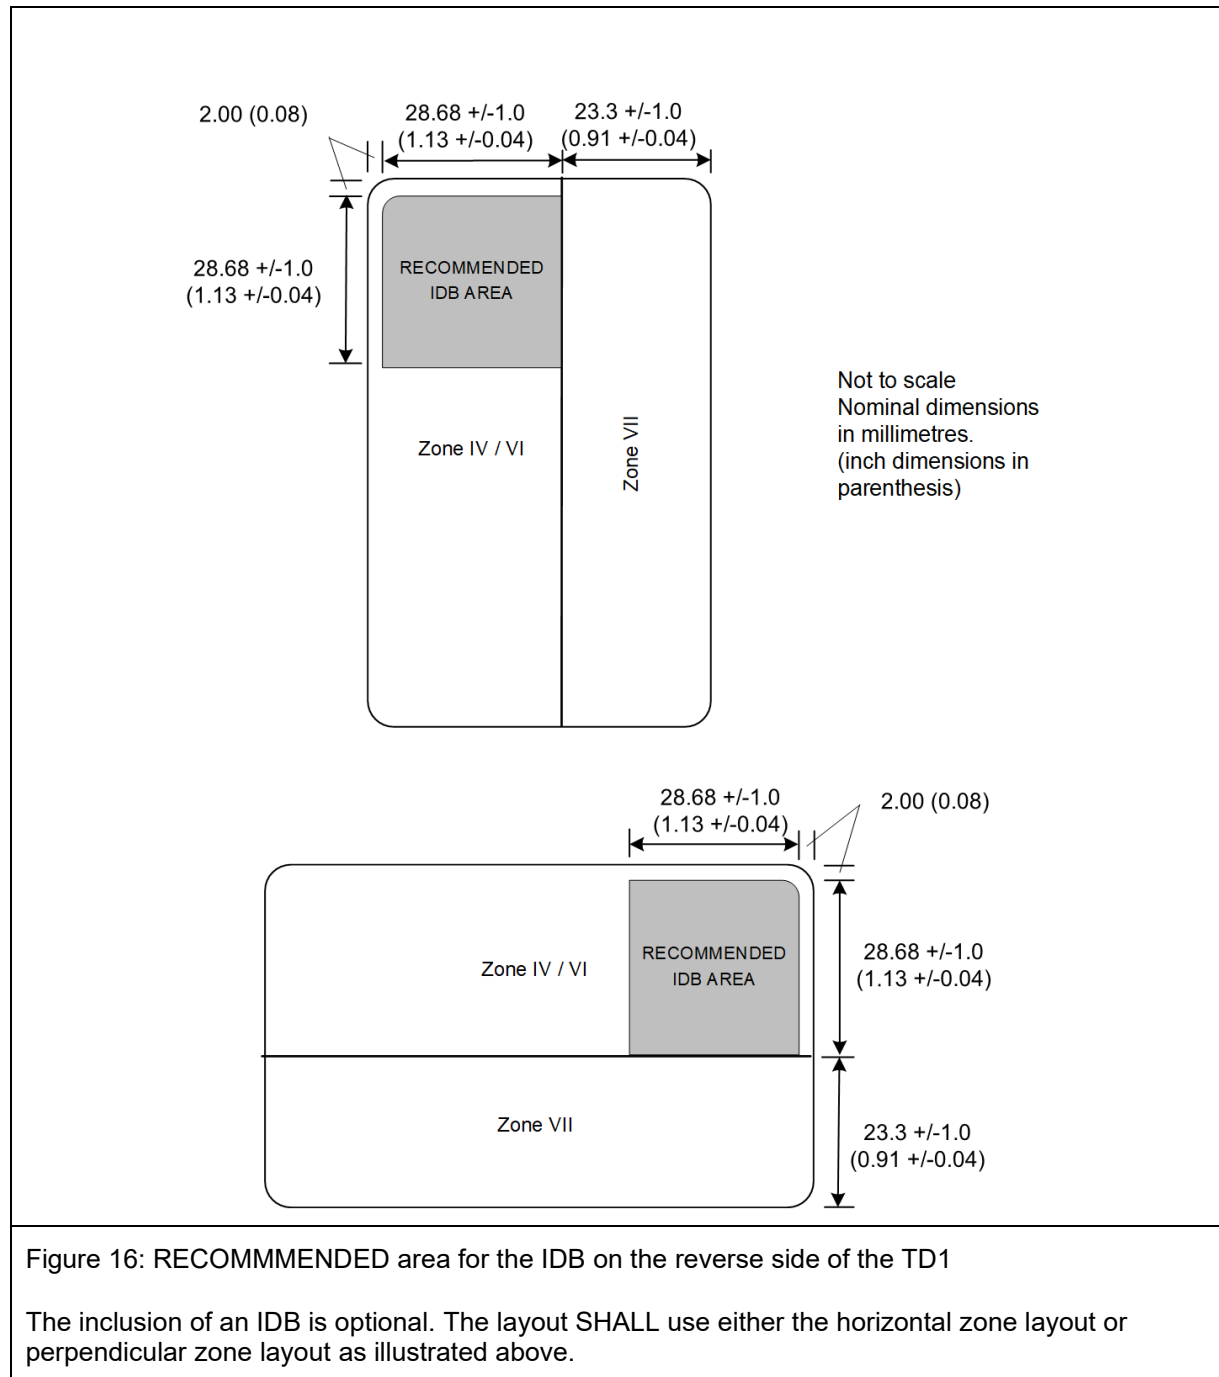 2.00 (0.08)
28.68 +/-1.0
(1.13 +/-0.04)
23.3 +/-1.0
(0.91 +/-0.04)
28.68 +/-1.0
(1.13 +/-0.04)
RECOMMENDED
IDB AREA
Zone IV / VI
Zone VII
Not to scale
Nominal dimensions
in millimetres.
(inch dimensions in
parenthesis)
28.68 +/-1.0
(1.13 +/-0.04)
2.00 (0.08)
Zone IV / VI
RECOMMENDED
IDB AREA
28.68 +/-1.0
(1.13 +/-0.04)
Zone VII
23.3 +/-1.0
(0.91 +/-0.04)
Figure 16: RECOMMMENDED area for the IDB on the reverse side of the TD1
The inclusion of an IDB is optional. The layout SHALL use either the horizontal zone layout or
perpendicular zone layout as illustrated above.